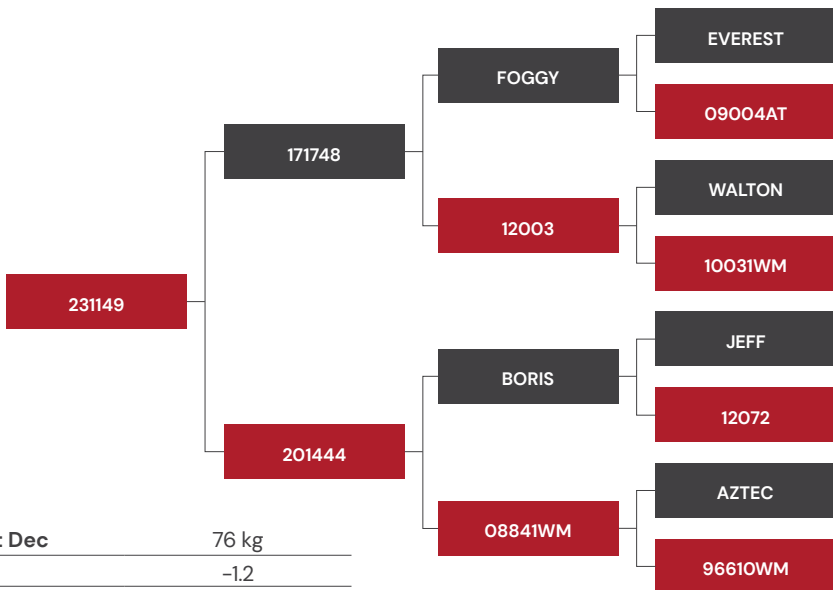 EVEREST
FOGGY
09004AT
171748
WALTON
12003
10031WM
231149
JEFF
BORIS
12072
201444
AZTEC
08841WM
96610WM
: Dec 76 kg
-1.2